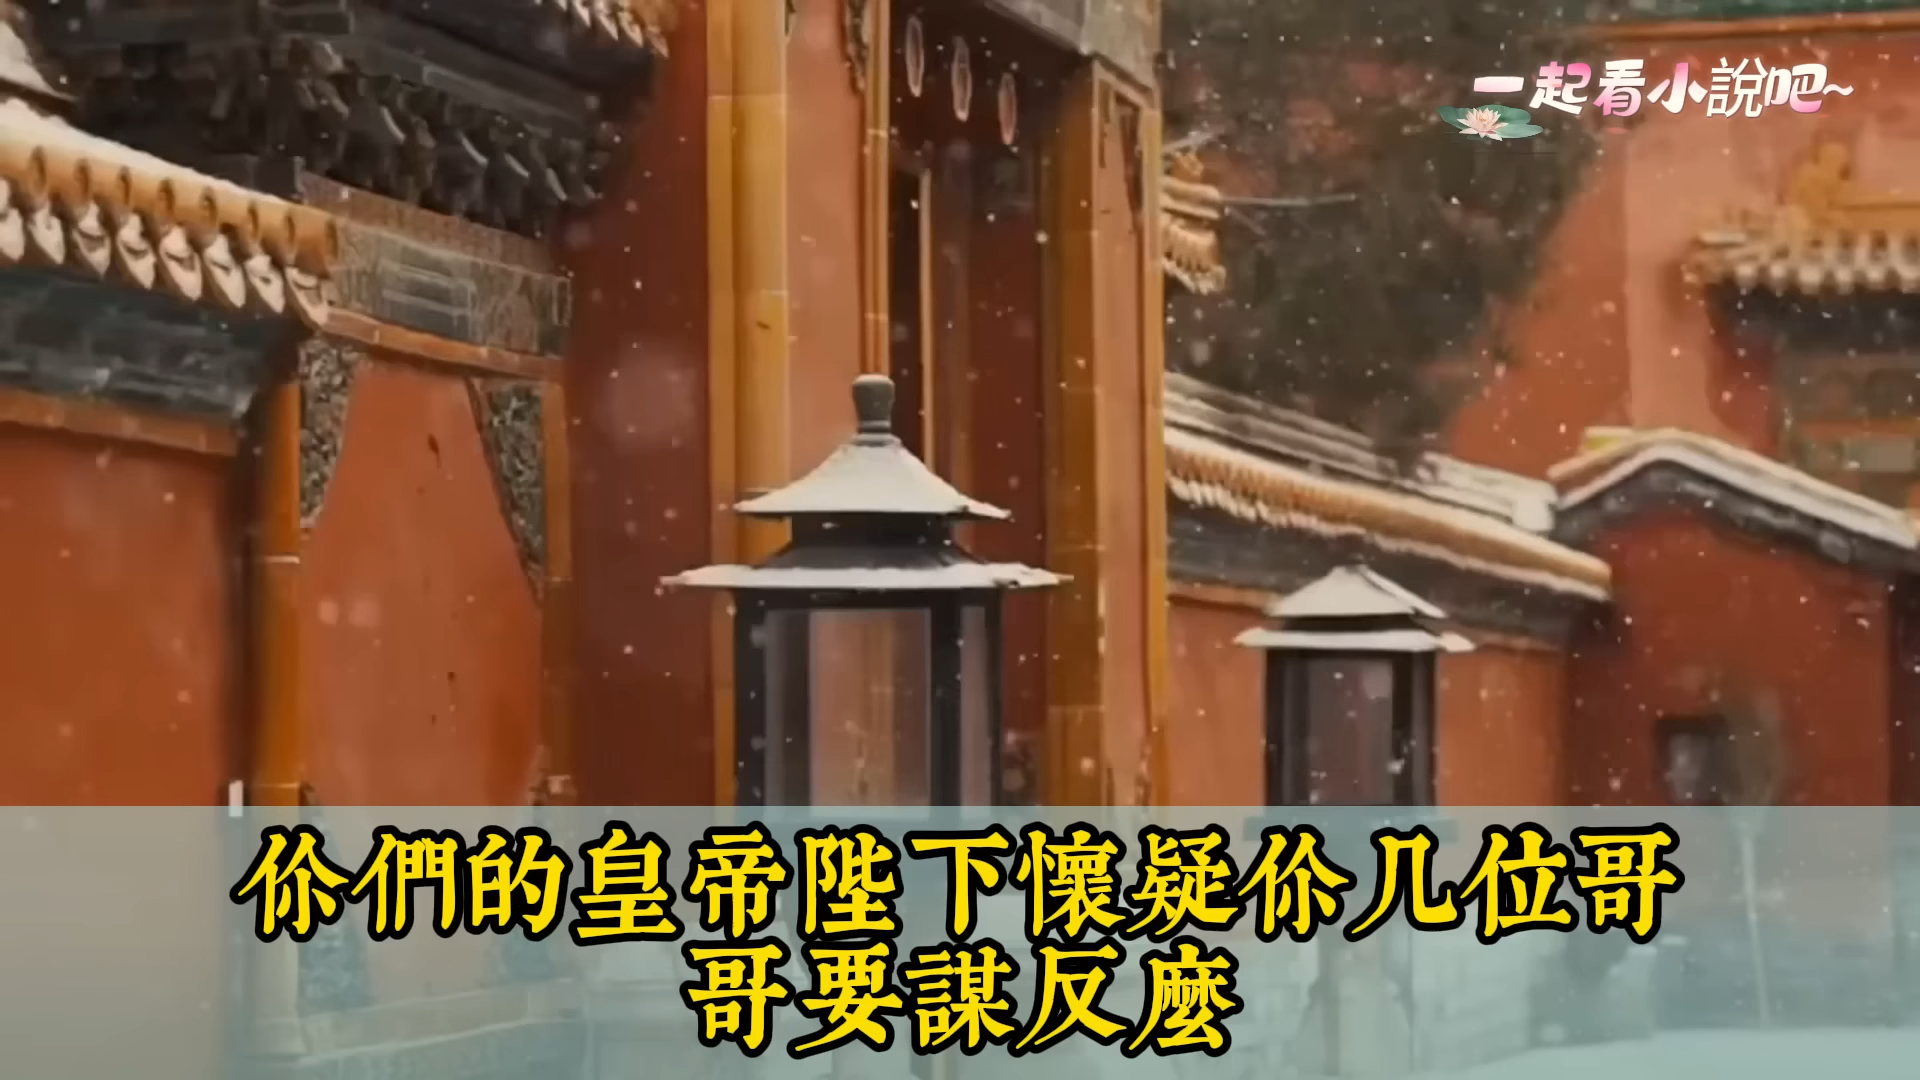 一起看小說吧~
你們的皇帝陛下懷疑你几位哥
哥要謀反麼